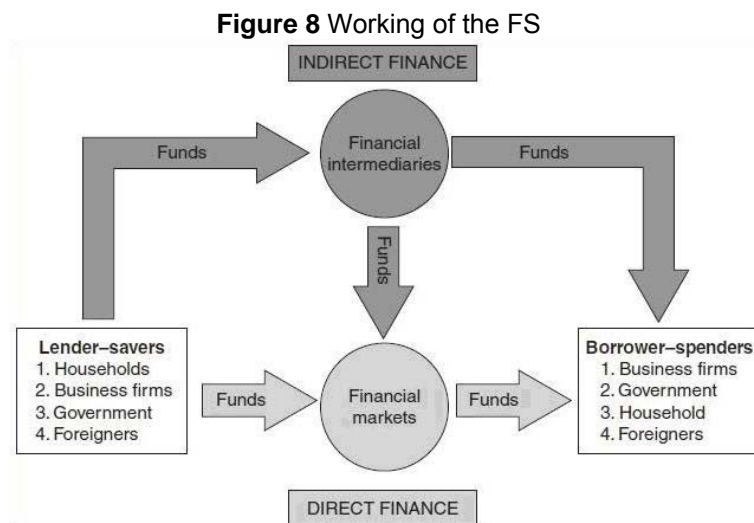 Figure 8 Working of the FS
INDIRECT FINANCE
Funds
Financial
intermediaries
Funds
Funds
Lender–savers
1. Households
2. Business firms
3. Government
4. Foreigners
Funds
Financial
markets
Funds
Borrower–spenders
1. Business firms
2. Government
3. Household
4. Foreigners
DIRECT FINANCE